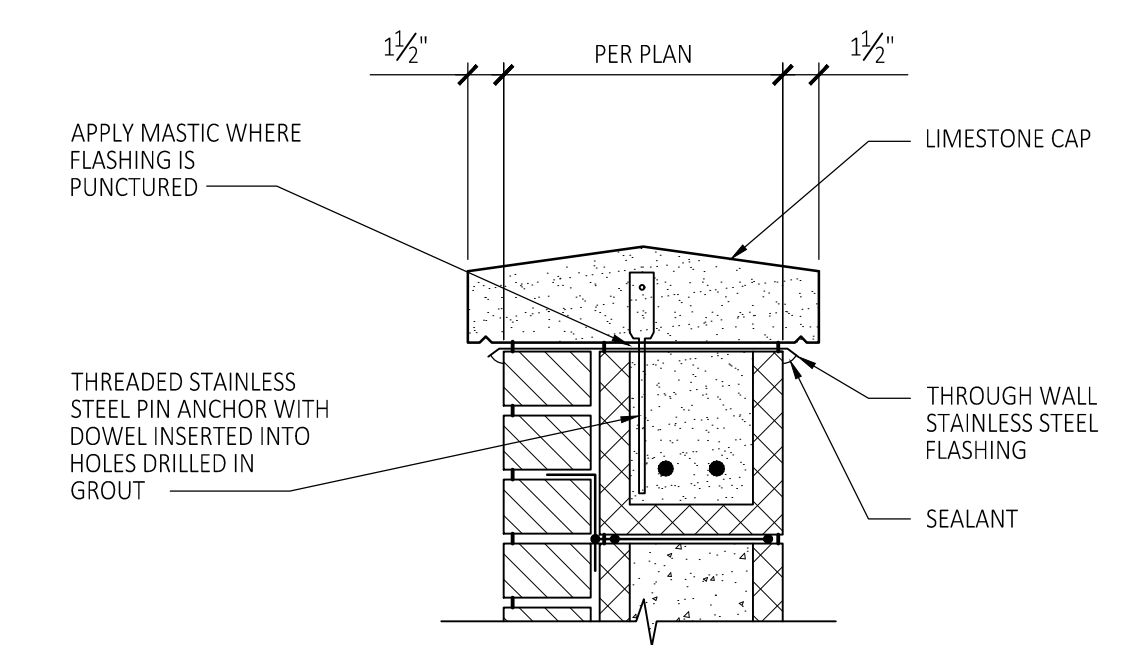 1½"
PER PLAN
1½"
APPLY MASTIC WHERE
FLASHING IS
PUNCTURED
LIMESTONE CAP
THREADED STAINLESS
STEEL PIN ANCHOR WITH
DOWEL INSERTED INTO
HOLES DRILLED IN
GROUT
THROUGH WALL
STAINLESS STEEL
FLASHING
SEALANT